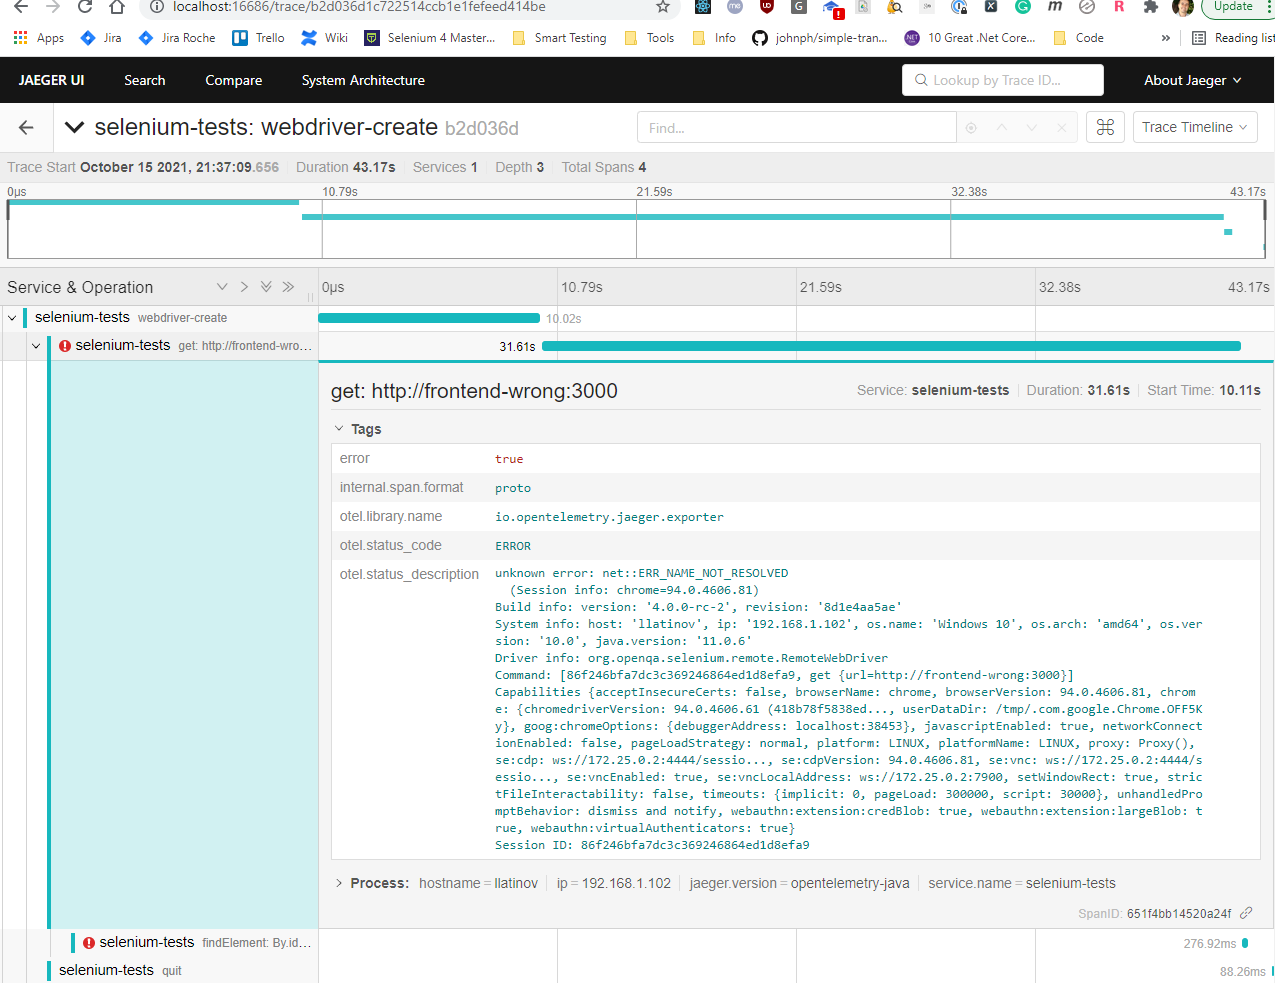 localhost:16686/trace/b2d036d1c722514ccb1e1fefeed414be
Update
Apps Jira Jira Roche Trello Wiki Selenium 4 Master... Smart Testing Tools Info johnph/simple-tran... 10 Great .Net Core... Code » Reading list
JAEGER UI Search Compare System Architecture Lookup by Trace ID... About Jaeger
selenium-tests: webdriver-create b2d036d Find... Trace Timeline
Trace Start October 15 2021, 21:37:09.656 Duration 43.17s Services 1 Depth 3 Total Spans 4
0μs 10.79s 21.59s 32.38s 43.17s
Service & Operation 0μs 10.79s 21.59s 32.38s 43.17s
selenium-tests webdriver-create 10.02s
selenium-tests get: http://frontend-wro... 31.61s
get: http://frontend-wrong:3000 Service: selenium-tests Duration: 31.61s Start Time: 10.11s
Tags
error true
internal.span.format proto
otel.library.name io.opentelemetry.jaeger.exporter
otel.status_code ERROR
otel.status_description unknown error: net::ERR_NAME_NOT_RESOLVED
(Session info: chrome=94.0.4606.81)
Build info: version: '4.0.0-rc-2', revision: '8d1e4aa5ae'
System info: host: 'llatinov', ip: '192.168.1.102', os.name: 'Windows 10', os.arch: 'amd64', os.ver
sion: '10.0', java.version: '11.0.6'
Driver info: org.openqa.selenium.remote.RemoteWebDriver
Command: [86f246bfa7dc3c369246864ed1d8efa9, get {url=http://frontend-wrong:3000}]
Capabilities {acceptInsecureCerts: false, browserName: chrome, browserVersion: 94.0.4606.81, chrom
e: {chromedriverVersion: 94.0.4606.61 (418b78f5838ed..., userDataDir: /tmp/.com.google.Chrome.OFF5K
y}, goog:chromeOptions: {debuggerAddress: localhost:38453}, javascriptEnabled: true, networkConnect
ionEnabled: false, pageLoadStrategy: normal, platform: LINUX, platformName: LINUX, proxy: Proxy(),
se:cdp: ws://172.25.0.2:4444/sessio..., se:cdpVersion: 94.0.4606.81, se:vnc: ws://172.25.0.2:4444/s
essio..., se:vncEnabled: true, se:vncLocalAddress: ws://172.25.0.2:7900, setWindowRect: true, stric
tFileInteractability: false, timeouts: {implicit: 0, pageLoad: 300000, script: 30000}, unhandledPro
mptBehavior: dismiss and notify, webauthn:extension:credBlob: true, webauthn:extension:largeBlob: t
rue, webauthn:virtualAuthenticators: true}
Session ID: 86f246bfa7dc3c369246864ed1d8efa9
Process: hostname = llatinov ip = 192.168.1.102 jaeger.version = opentelemetry-java service.name = selenium-tests
SpanID: 651f4bb14520a24f
selenium-tests findElement: By.id... 276.92ms
selenium-tests quit 88.26ms